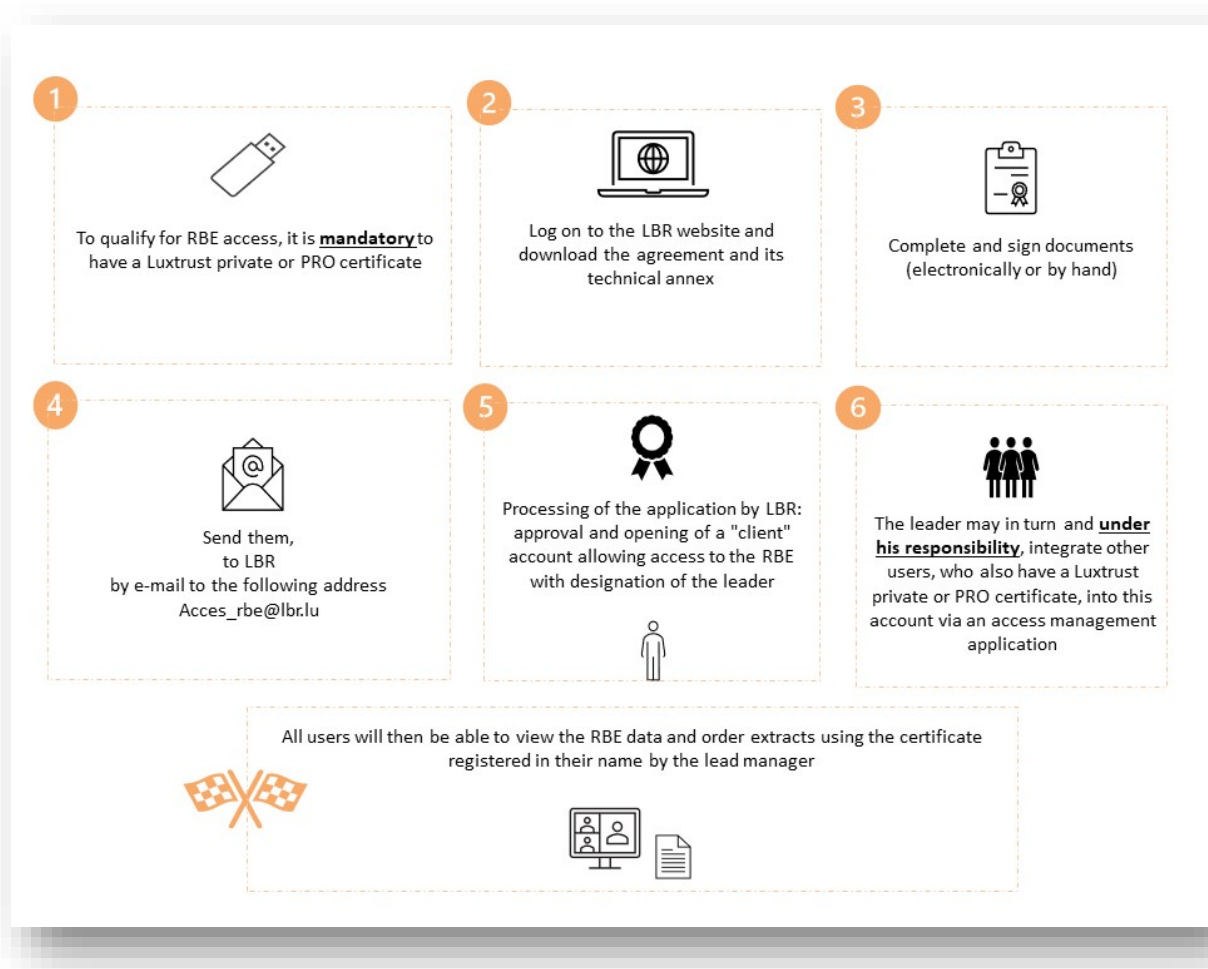 1
To qualify for RBE access, it is mandatory to
have a Luxtrust private or PRO certificate
2
Log on to the LBR website and
download the agreement and its
technical annex
3
Complete and sign documents
(electronically or by hand)
4
@
Send them,
to LBR
by e-mail to the following address
Acces_rbe@lbr.lu
5
Processing of the application by LBR:
approval and opening of a "client"
account allowing access to the RBE
with designation of the leader
6
The leader may in turn and under
his responsibility, integrate other
users, who also have a Luxtrust
private or PRO certificate, into this
account via an access management
application
All users will then be able to view the RBE data and order extracts using the certificate
registered in their name by the lead manager